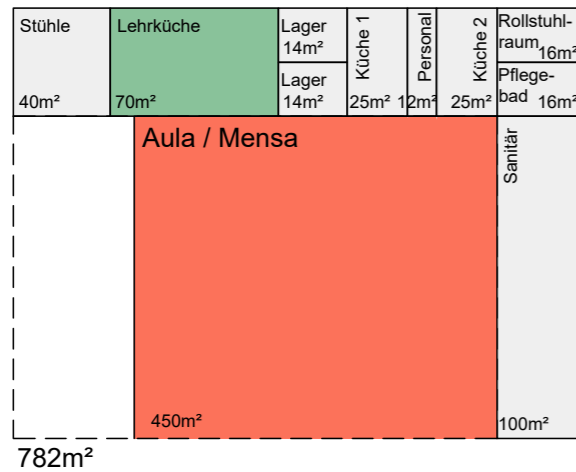 Stühle
40m²
Lehrküche
70m²
Lager
14m²
Lager
14m²
Küche 1
25m²
Personal
12m²
Küche 2
25m²
Rollstuhl-
raum 16m²
Pflege-
bad 16m²
Aula / Mensa
450m²
Sanitär
100m²
782m²